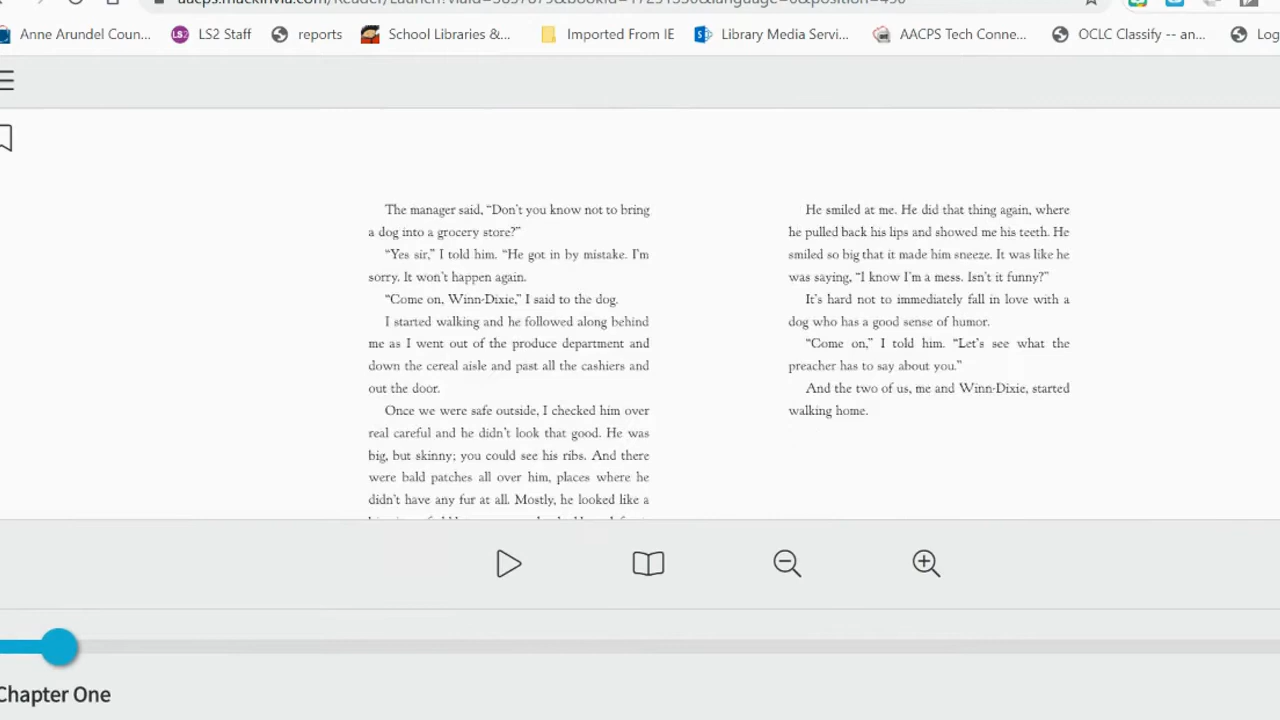 Anne Arundel Coun...
LS2 Staff
reports
School Libraries &...
Imported From IE
Library Media Servi...
AACPS Tech Conne...
OCLC Classify -- an...
Log
The manager said, “Don’t you know not to bring
a dog into a grocery store?”
“Yes sir,” I told him. “He got in by mistake. I’m
sorry. It won’t happen again.
“Come on, Winn-Dixie,” I said to the dog.
I started walking and he followed along behind
me as I went out of the produce department and
down the cereal aisle and past all the cashiers and
out the door.
Once we were safe outside, I checked him over
real careful and he didn’t look that good. He was
big, but skinny; you could see his ribs. And there
were bald patches all over him, places where he
didn’t have any fur at all. Mostly, he looked like a
He smiled at me. He did that thing again, where
he pulled back his lips and showed me his teeth. He
smiled so big that it made him sneeze. It was like he
was saying, “I know I’m a mess. Isn’t it funny?”
It’s hard not to immediately fall in love with a
dog who has a good sense of humor.
“Come on,” I told him. “Let’s see what the
preacher has to say about you.”
And the two of us, me and Winn-Dixie, started
walking home.
Chapter One